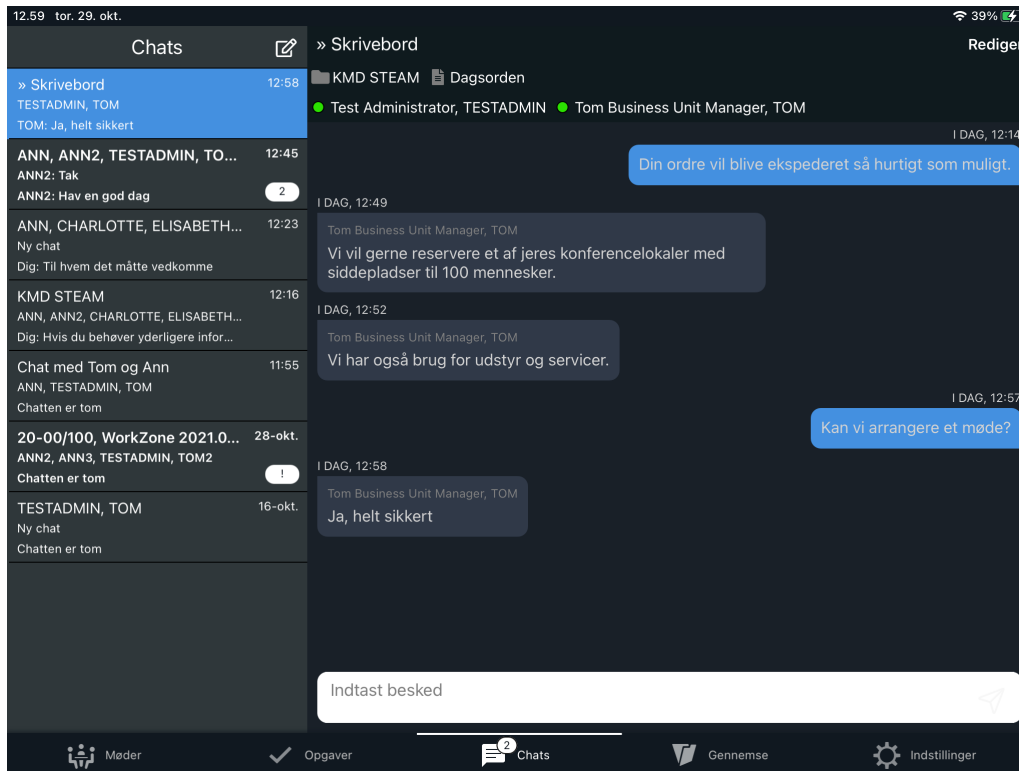 12.59 tor. 29. okt.
39%
Chats
» Skrivebord
12:58
TESTADMIN, TOM
TOM: Ja, helt sikkert
ANN, ANN2, TESTADMIN, TO...
12:45
ANN2: Tak
ANN2: Hav en god dag
2
ANN, CHARLOTTE, ELISABETH...
12:23
Ny chat
Dig: Til hvem det måtte vedkomme
KMD STEAM
12:16
ANN, ANN2, CHARLOTTE, ELISABETH...
Dig: Hvis du behøver yderligere infor...
Chat med Tom og Ann
11:55
ANN, TESTADMIN, TOM
Chatten er tom
20-00/100, WorkZone 2021.0...
28-okt.
ANN2, ANN3, TESTADMIN, TOM2
Chatten er tom
!
TESTADMIN, TOM
16-okt.
Ny chat
Chatten er tom
» Skrivebord
Rediger
KMD STEAM Dagsorden
Test Administrator, TESTADMIN Tom Business Unit Manager, TOM
I DAG, 12:14
Din ordre vil blive ekspederet så hurtigt som muligt.
I DAG, 12:49
Tom Business Unit Manager, TOM
Vi vil gerne reservere et af jeres konferencelokaler med
siddepladser til 100 mennesker.
I DAG, 12:52
Tom Business Unit Manager, TOM
Vi har også brug for udstyr og servicer.
I DAG, 12:57
Kan vi arrangere et møde?
I DAG, 12:58
Tom Business Unit Manager, TOM
Ja, helt sikkert
Indtast besked
Møder
Opgaver
2
Chats
Gennemse
Indstillinger